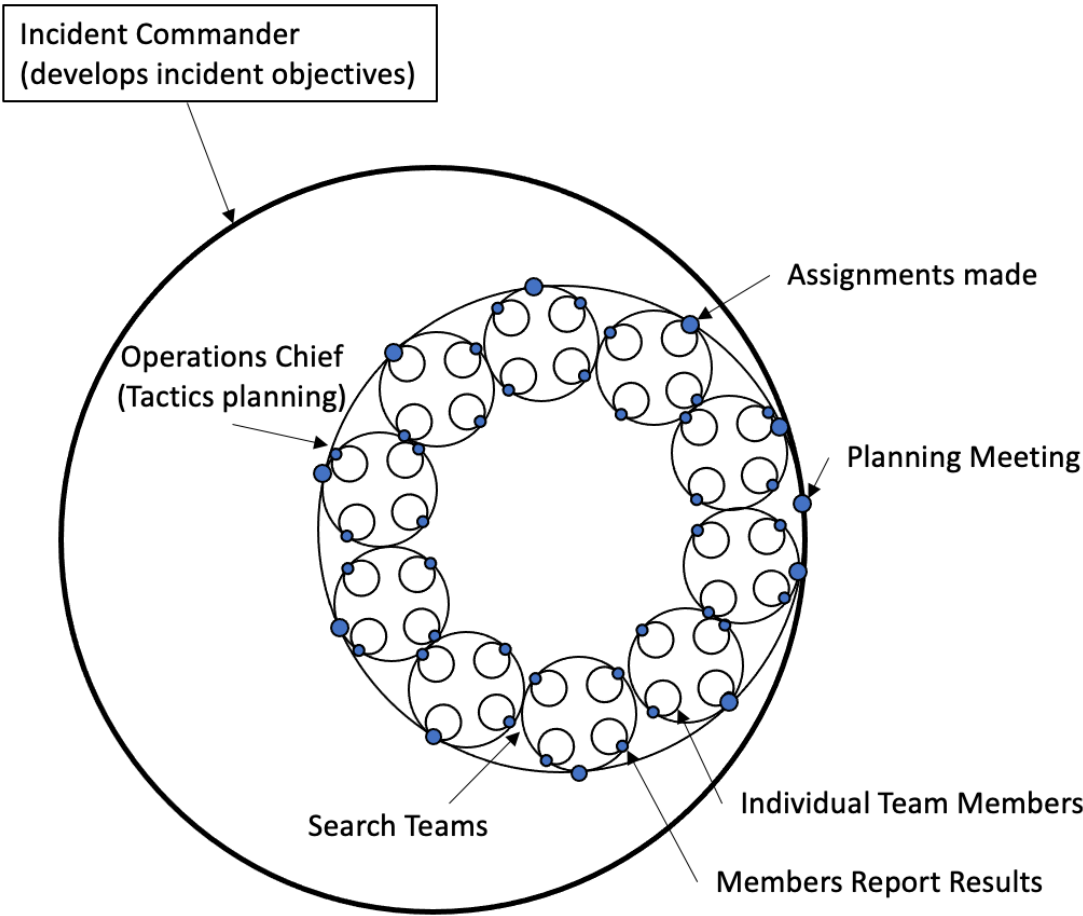 Incident Commander
(develops incident objectives)
Assignments made
Operations Chief
(Tactics planning)
Planning Meeting
Individual Team Members
Search Teams
Members Report Results